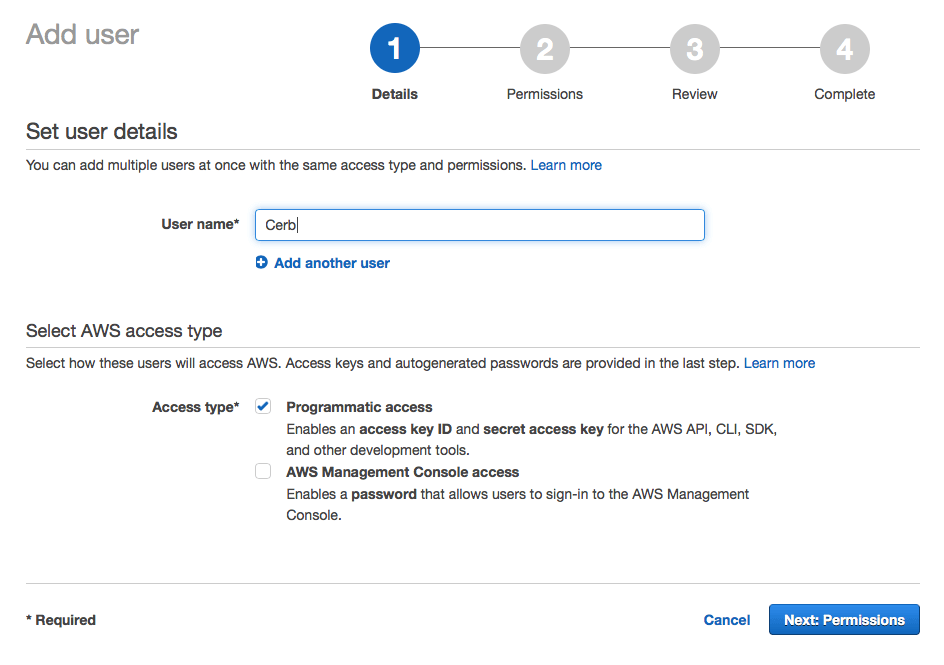 Add user
1 2 3 4
Details Permissions Review Complete
Set user details
You can add multiple users at once with the same access type and permissions. Learn more
User name* Cerb
Add another user
Select AWS access type
Select how these users will access AWS. Access keys and autogenerated passwords are provided in the last step. Learn more
Access type* Programmatic access
Enables an access key ID and secret access key for the AWS API, CLI, SDK,
and other development tools.
AWS Management Console access
Enables a password that allows users to sign-in to the AWS Management
Console.
* Required Cancel Next: Permissions